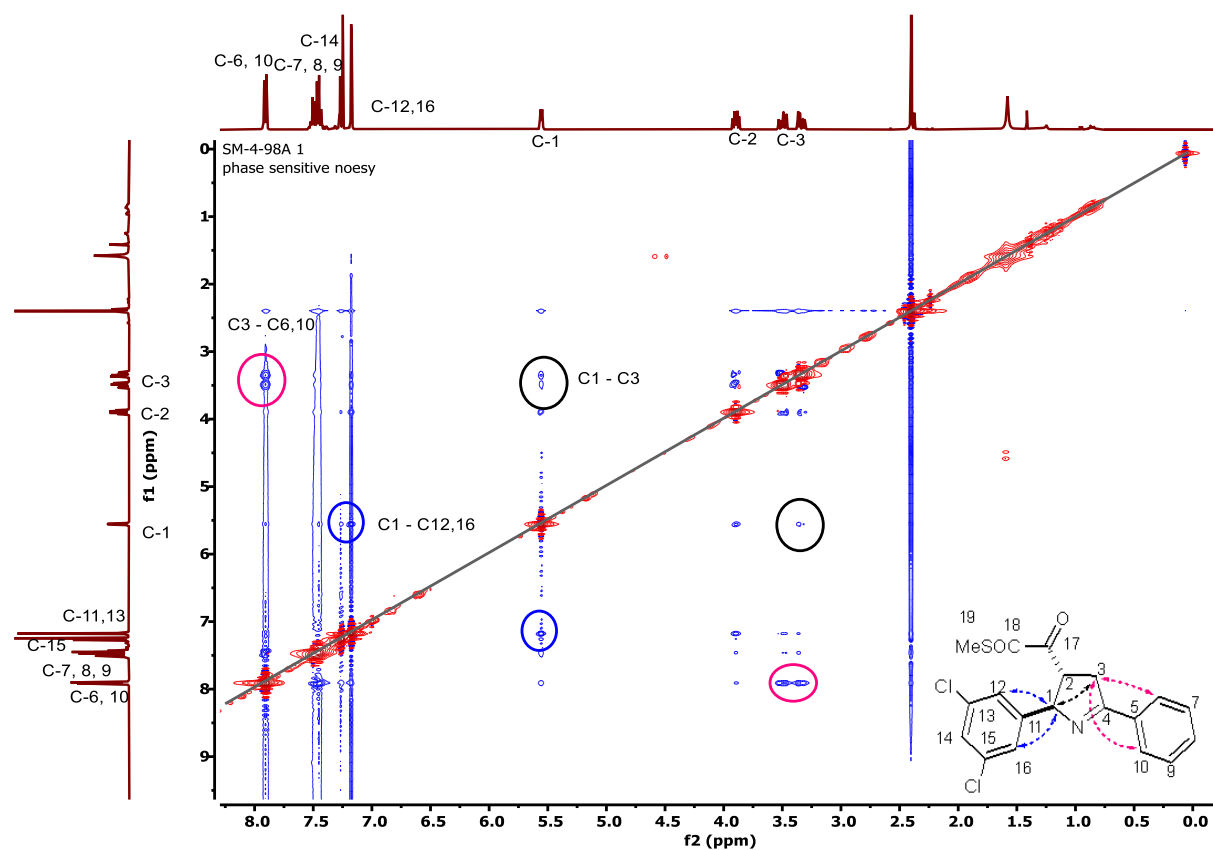 C-14
C-6, 10
C-7, 8, 9
C-12,16
C-1
C-2
C-3
SM-4-98A 1
phase sensitive noesy
C3 - C6,10
C1 - C3
C1 - C12,16
C-3
C-2
C-1
C-11,13
C-15
C-7, 8, 9
C-6, 10
0
1
2
3
4
5
6
7
8
9
f1 (ppm)
19
18
O
MeSOC
17
Cl
12
1
2
3
13
5
7
14
11
4
15
N
16
10
9
Cl
8.0 7.5 7.0 6.5 6.0 5.5 5.0 4.5 4.0 3.5 3.0 2.5 2.0 1.5 1.0 0.5 0.0
f2 (ppm)